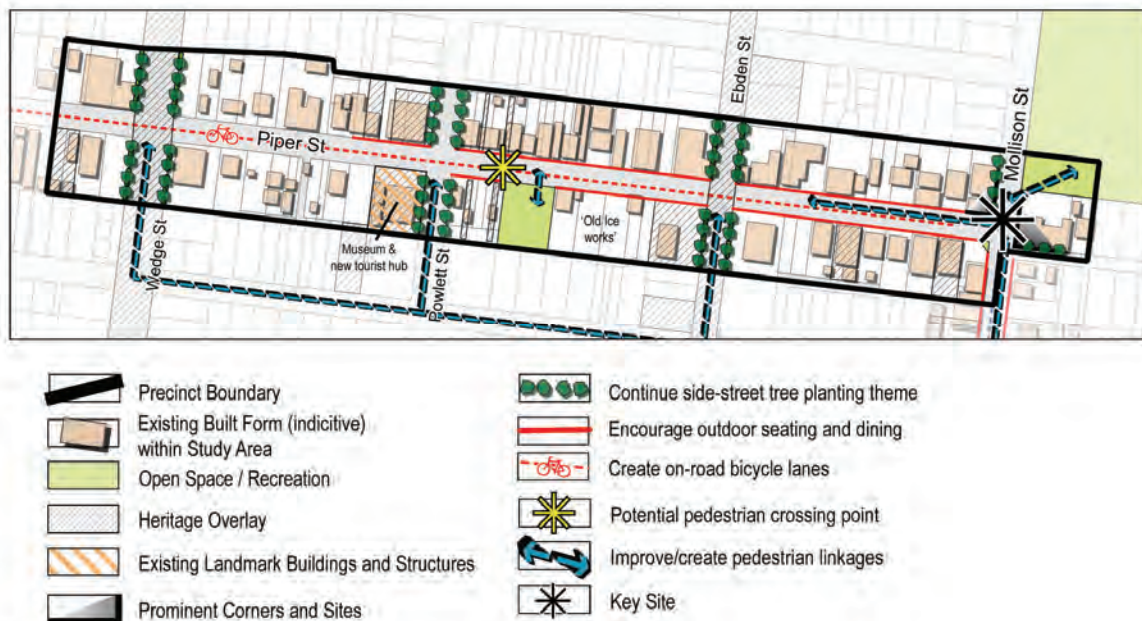 Ebden St
Mollison St
Piper St
'Old Ice
works'
Museum &
new tourist hub
Wedge St
Powlett St
Precinct Boundary
Existing Built Form (indicitive)
within Study Area
Open Space / Recreation
Heritage Overlay
Existing Landmark Buildings and Structures
Prominent Corners and Sites
Continue side-street tree planting theme
Encourage outdoor seating and dining
Create on-road bicycle lanes
Potential pedestrian crossing point
Improve/create pedestrian linkages
Key Site